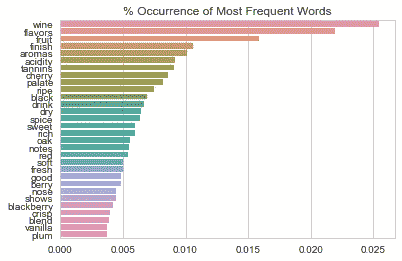 % Occurrence of Most Frequent Words
wine
flavors
fruit
finish
aromas
acidity
tannins
cherry
palate
ripe
black
drink
dry
spice
sweet
rich
oak
notes
red
soft
fresh
good
berry
nose
shows
blackberry
crisp
blend
vanilla
plum
0.000 0.005 0.010 0.015 0.020 0.025